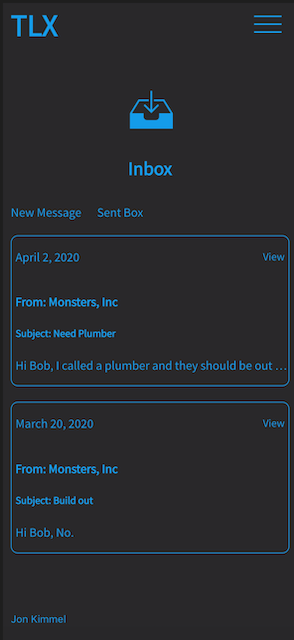 TLX
Inbox
New Message Sent Box
April 2, 2020 View
From: Monsters, Inc
Subject: Need Plumber
Hi Bob, I called a plumber and they should be out ...
March 20, 2020 View
From: Monsters, Inc
Subject: Build out
Hi Bob, No.
Jon Kimmel